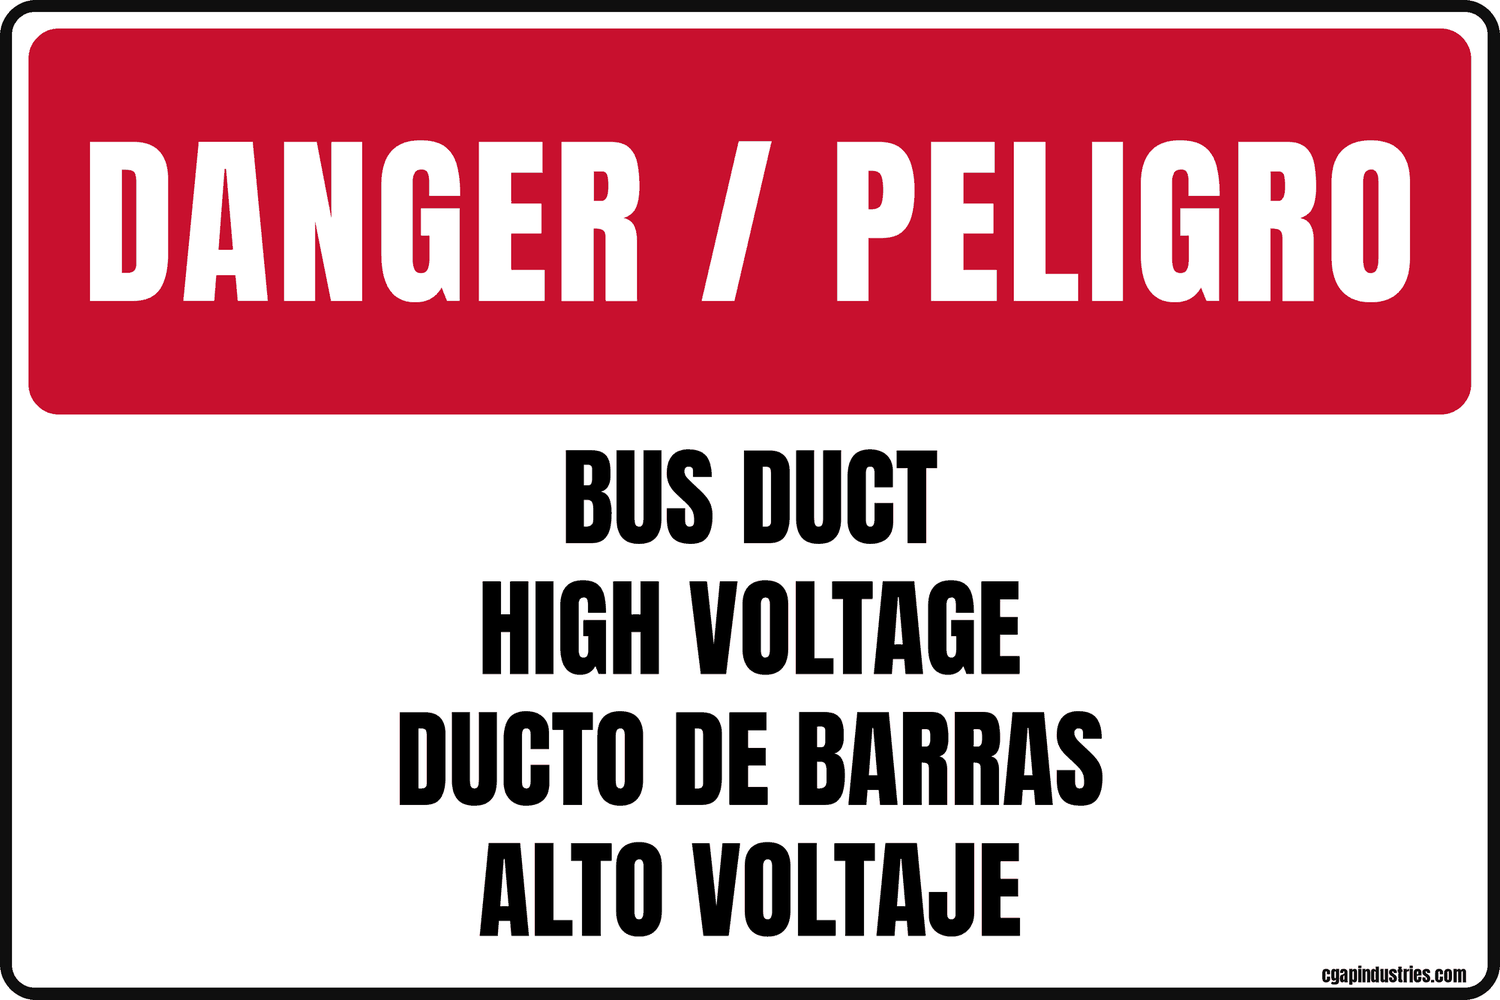 DANGER / PELIGRO
BUS DUCT
HIGH VOLTAGE
DUCTO DE BARRAS
ALTO VOLTAJE
cgapindustries.com